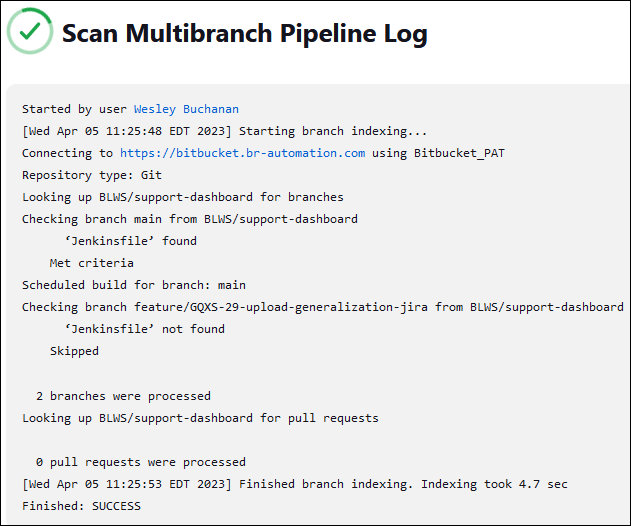 Scan Multibranch Pipeline Log
Started by user Wesley Buchanan
[Wed Apr 05 11:25:48 EDT 2023] Starting branch indexing...
Connecting to https://bitbucket.br-automation.com using Bitbucket_PAT
Repository type: Git
Looking up BLWS/support-dashboard for branches
Checking branch main from BLWS/support-dashboard
‘Jenkinsfile’ found
Met criteria
Scheduled build for branch: main
Checking branch feature/GQXS-29-upload-generalization-jira from BLWS/support-dashboard
‘Jenkinsfile’ not found
Skipped
2 branches were processed
Looking up BLWS/support-dashboard for pull requests
0 pull requests were processed
[Wed Apr 05 11:25:53 EDT 2023] Finished branch indexing. Indexing took 4.7 sec
Finished: SUCCESS